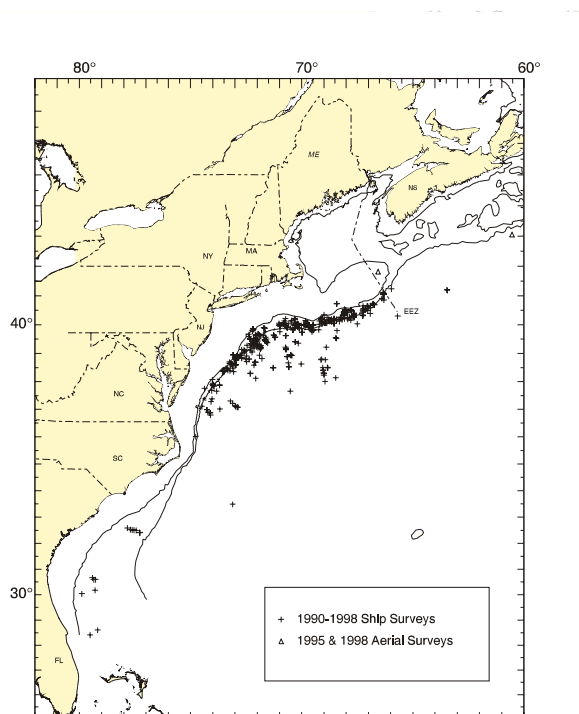 80°
70°
60°
ME
NS
NY
MA
EEZ
40°
NJ
NC
SC
30°
1990-1998 Ship Surveys
1995 & 1998 Aerial Surveys
FL